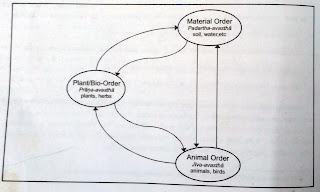 Material Order
Padartha-avasthā
soil, water,etc
Plant/Bio-Order
Prāṇa-avasthā
plants, herbs
Animal Order
Jīva-avasthā
animals, birds